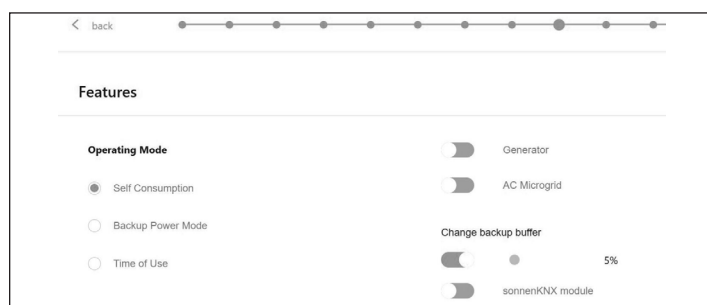 back
Features
Operating Mode
Self Consumption
Backup Power Mode
Time of Use
Generator
AC Microgrid
Change backup buffer
5%
sonnenKNX module